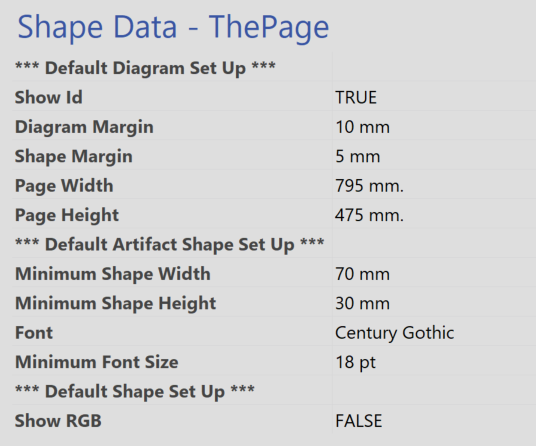 Shape Data - ThePage
*** Default Diagram Set Up ***
Show Id TRUE
Diagram Margin 10 mm
Shape Margin 5 mm
Page Width 795 mm.
Page Height 475 mm.
*** Default Artifact Shape Set Up ***
Minimum Shape Width 70 mm
Minimum Shape Height 30 mm
Font Century Gothic
Minimum Font Size 18 pt
*** Default Shape Set Up ***
Show RGB FALSE